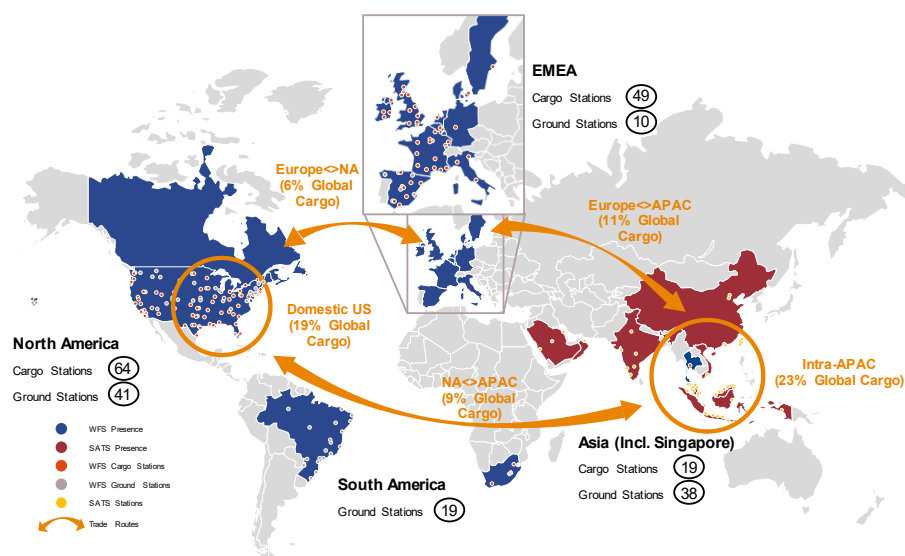 EMEA
Cargo Stations 49
Ground Stations 10
Europe<>NA
(6% Global
Cargo)
Europe<>APAC
(11% Global
Cargo)
Domestic US
(19% Global
Cargo)
North America
Cargo Stations 64
Ground Stations 41
NA<>APAC
(9% Global
Cargo)
Intra-APAC
(23% Global Cargo)
WFS Presence
SATS Presence
WFS Cargo Stations
WFS Ground Stations
SATS Stations
Trade Routes
South America
Ground Stations 19
Asia (Incl. Singapore)
Cargo Stations 19
Ground Stations 38